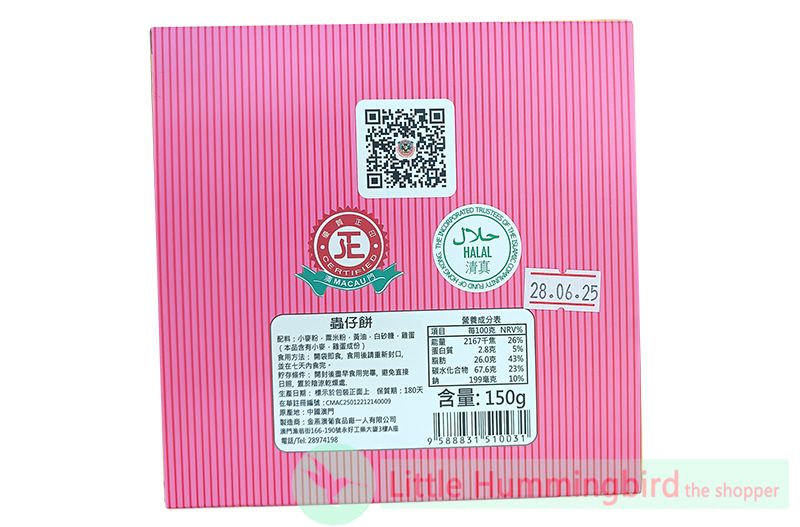 優質正印
正
CERTIFIED
澳MACAU門
THE INCORPORATED TRUSTEES OF THE ISLAMIC COMMUNITY FUND OF HONG KONG
حلال
HALAL
清真
28.06.25
蟲仔餅
配料：小麥粉，粟米粉，黃油，白砂糖，雞蛋
（本品含有小麥，雞蛋成份）
食用方法：開袋即食，食用後請重新封口，
並在七天內食完。
貯存條件：開封後盡早食用完畢，避免直接
日照，置於陰涼乾燥處。
生產日期：標示於包裝正面上 保質期：180天
在華註冊編號：CMAC25012212140009
原產地：中國澳門
製造商：金燕澳葡食品廠一人有限公司
澳門漁翁街166-190號永好工業大廈3樓A座
電話/Tel: 28974198
營養成分表
項目 每100克 NRV%
能量 2167千焦 26%
蛋白質 2.8克 5%
脂肪 26.0克 43%
碳水化合物 67.6克 23%
鈉 199毫克 10%
含量: 150g
9 588831 510031
Little Hummingbird the shopper